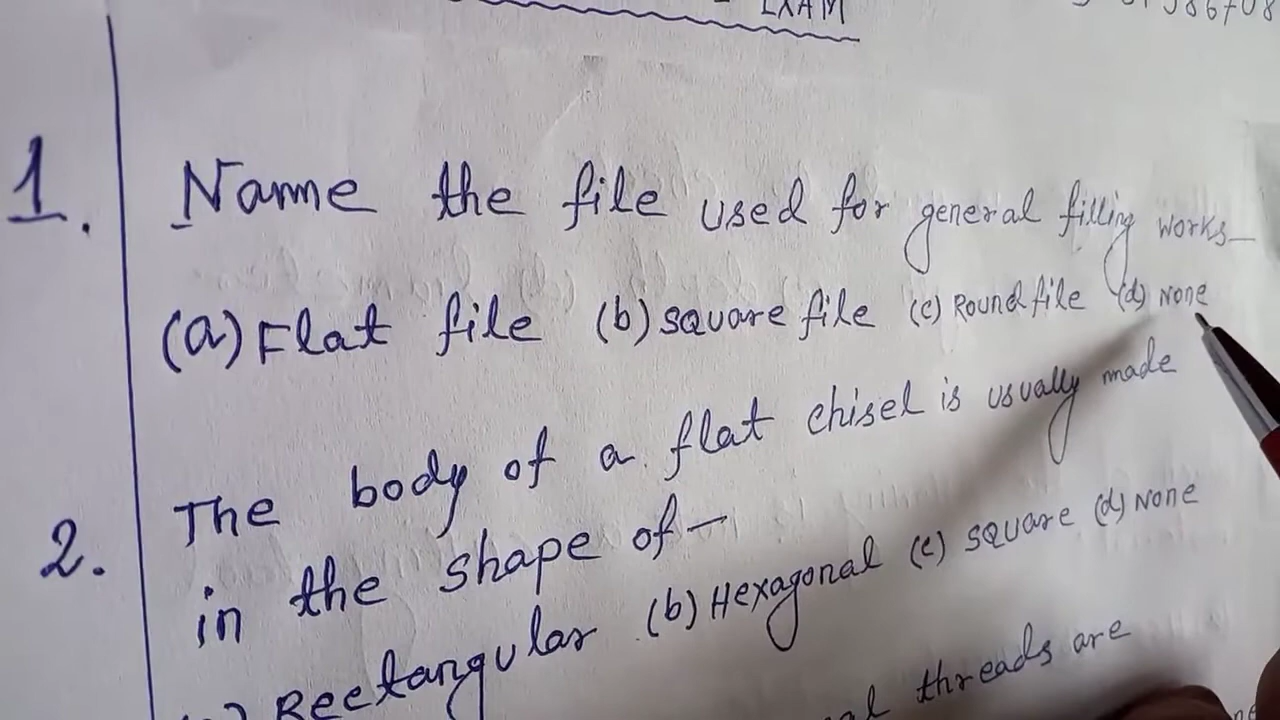 EXAM
1. Name the file used for general filling works_
(a) Flat file (b) square file (c) Round file (d) None
2. The body of a flat chisel is usually made
in the shape of-
Rectangular (b) Hexagonal (c) square (d) None
threads are